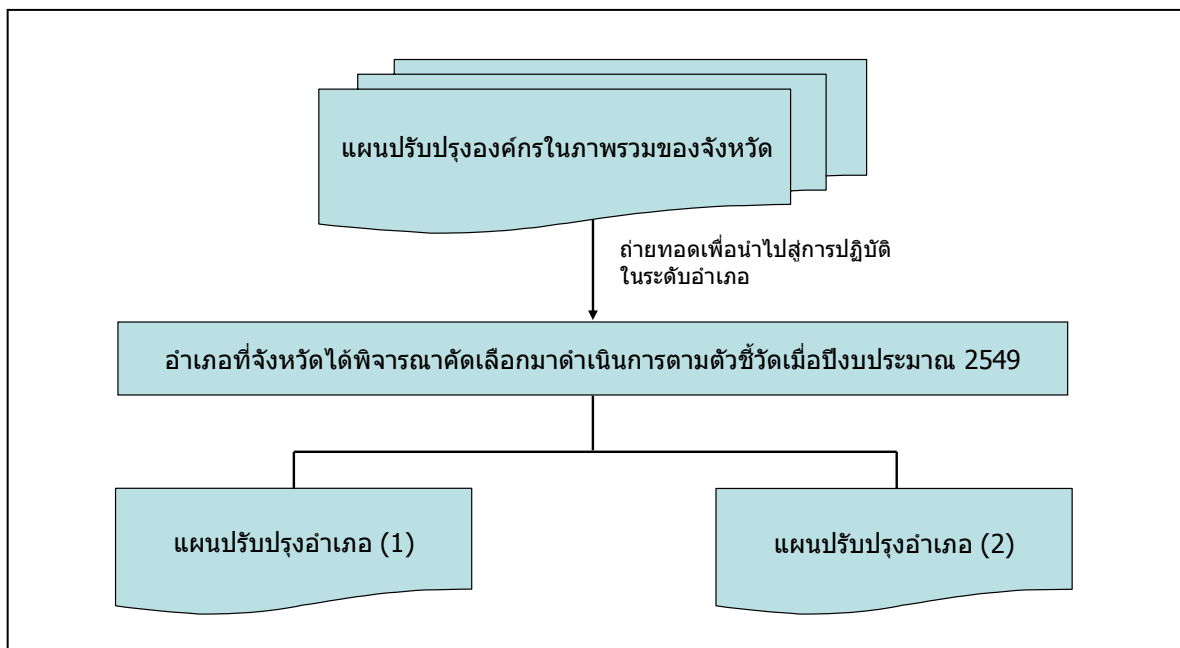 แผนปรับปรุงองค์กรในภาพรวมของจังหวัด
ถ่ายทอดเพื่อนำไปสู่การปฏิบัติ
ในระดับอำเภอ
อำเภอที่จังหวัดได้พิจารณาคัดเลือกมาดำเนินการตามตัวชี้วัดเมื่อปีงบประมาณ 2549
แผนปรับปรุงอำเภอ (1)
แผนปรับปรุงอำเภอ (2)